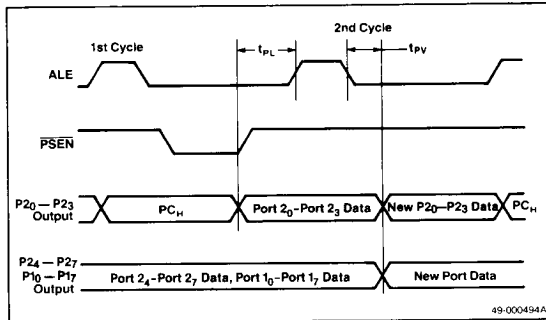 2nd Cycle
1st Cycle
tPL
tPV
ALE
PSEN
P20—P23
Output
PCH
Port 20-Port 23 Data
New P20—P23 Data
PCH
P24—P27
P10—P17
Output
Port 24-Port 27 Data, Port 10-Port 17 Data
New Port Data
49-000494A